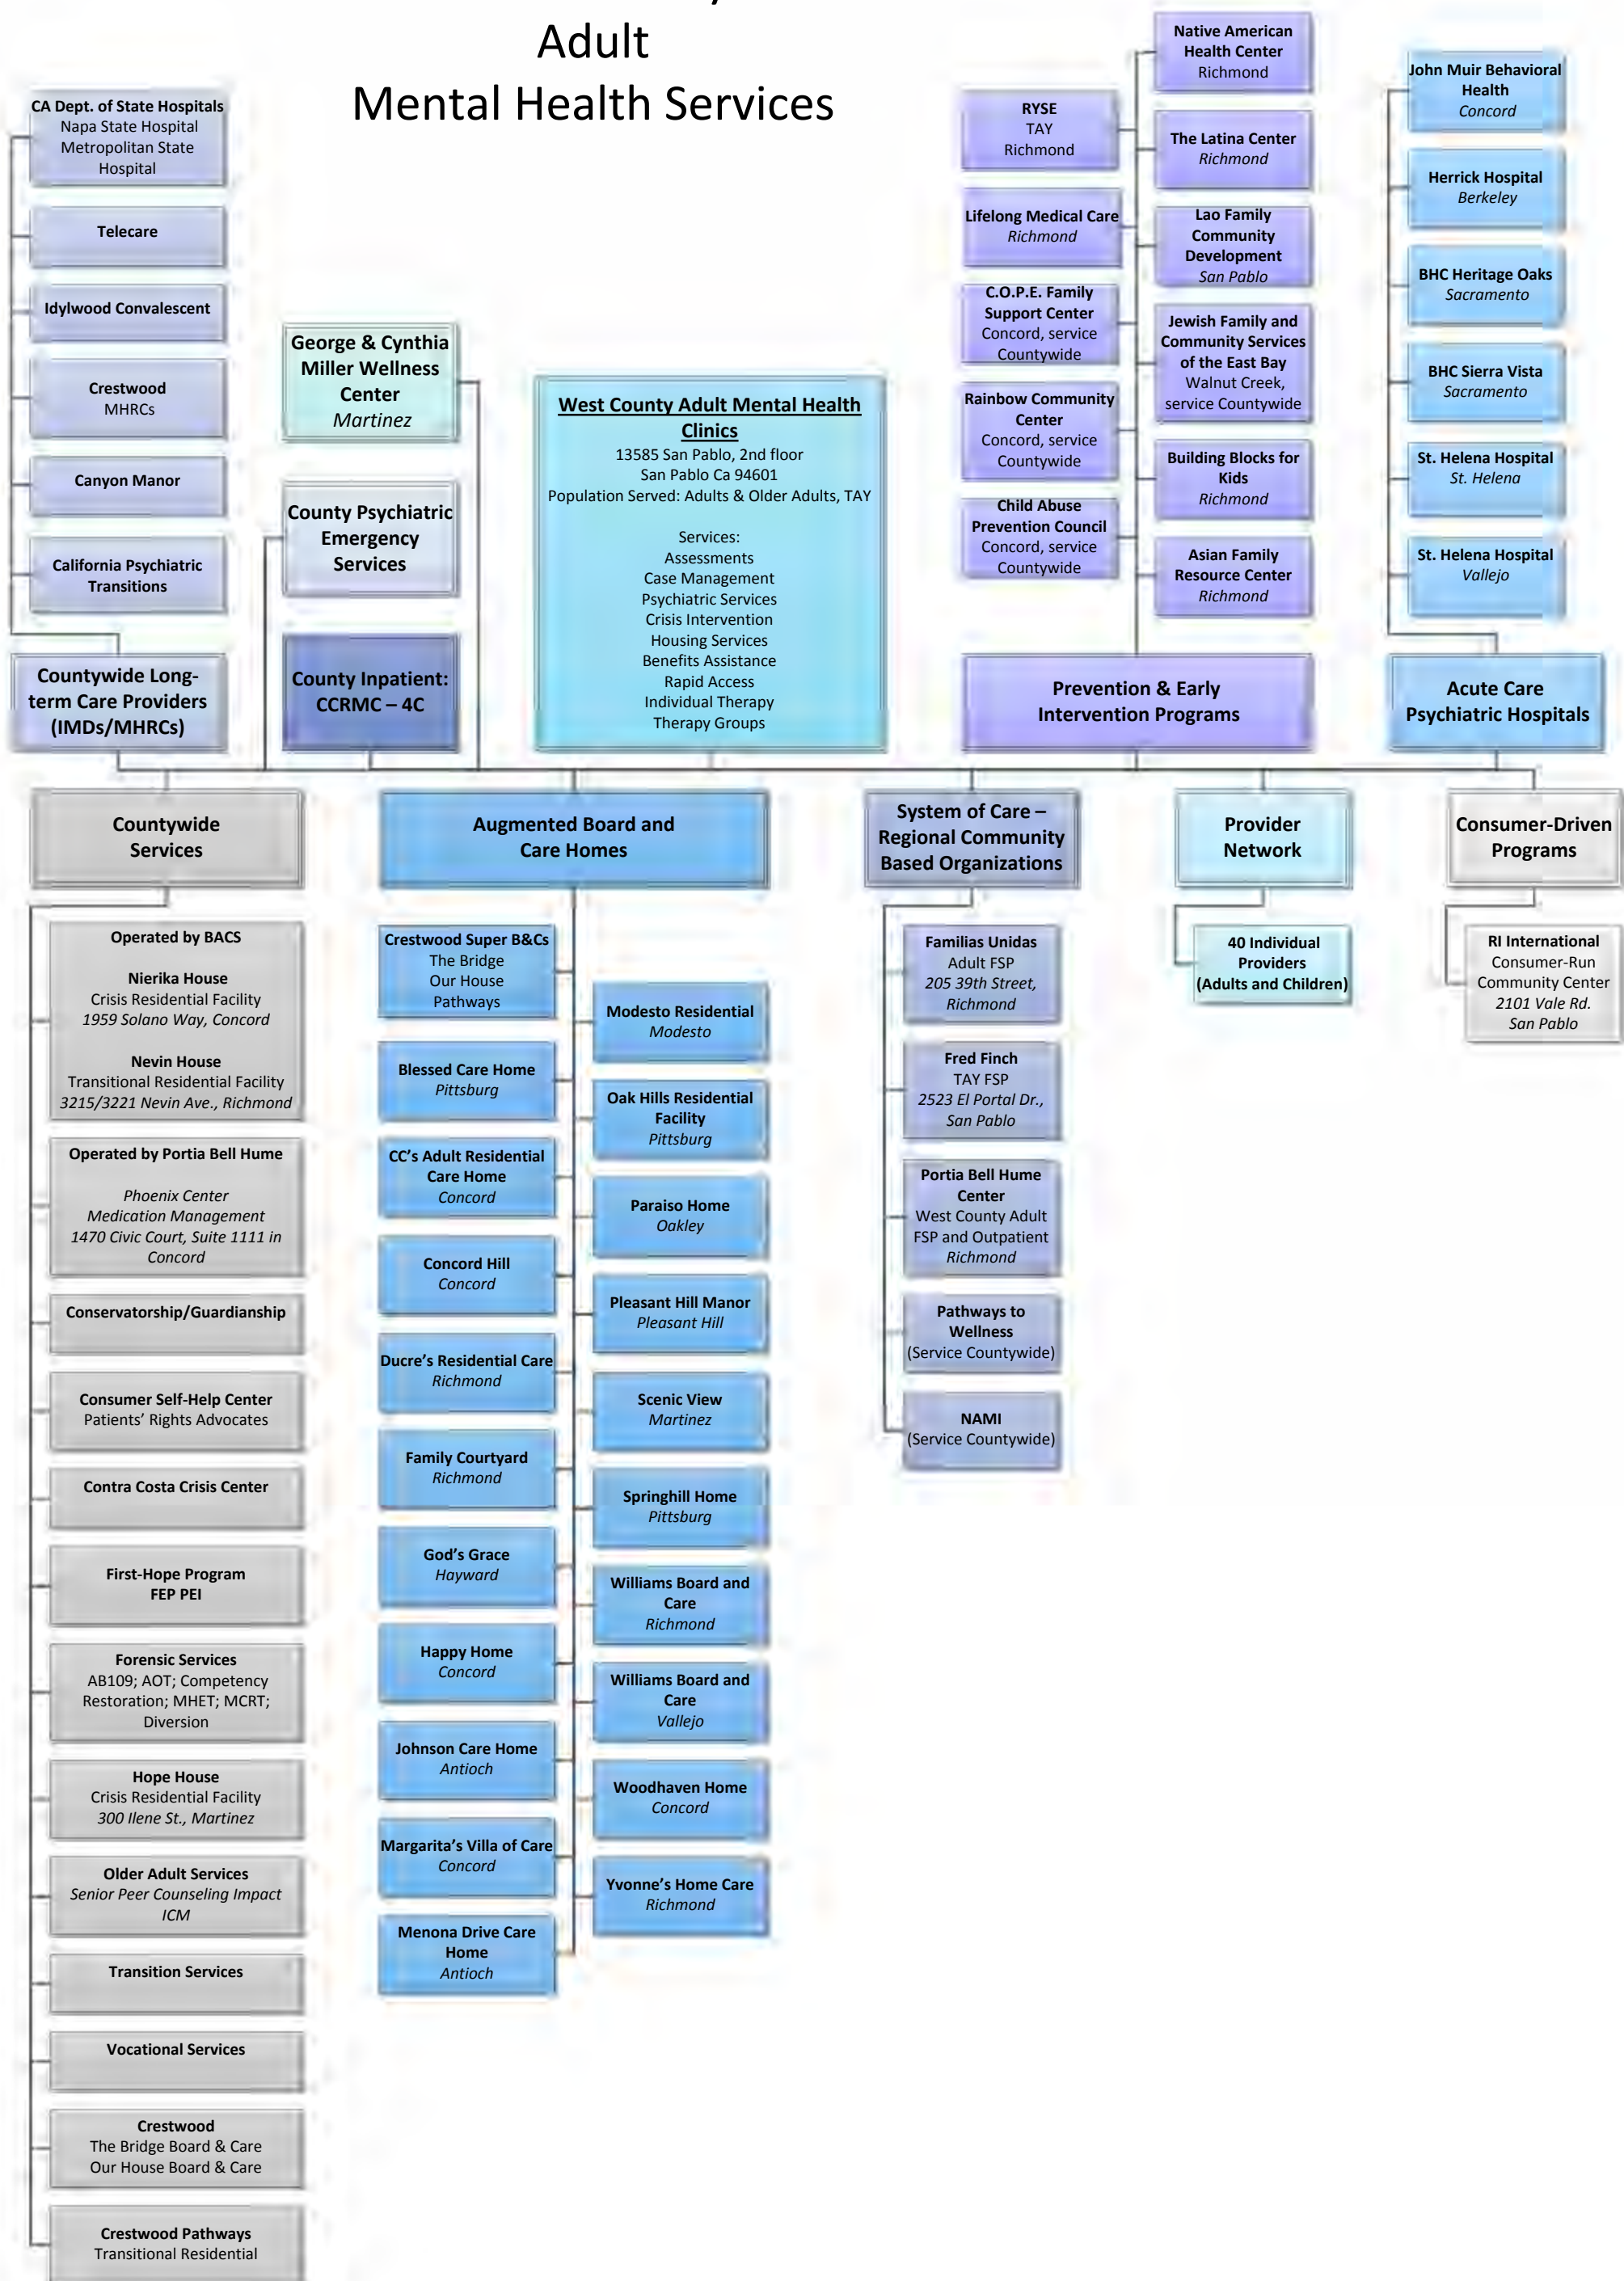 Adult
Mental Health Services
CA Dept. of State Hospitals
Napa State Hospital
Metropolitan State
Hospital
Telecare
Idylwood Convalescent
Crestwood
MHRCs
Canyon Manor
California Psychiatric
Transitions
Countywide Long-
term Care Providers
(IMDs/MHRCs)
George & Cynthia
Miller Wellness
Center
Martinez
County Psychiatric
Emergency
Services
County Inpatient:
CCRMC – 4C
West County Adult Mental Health
Clinics
13585 San Pablo, 2nd floor
San Pablo Ca 94601
Population Served: Adults & Older Adults, TAY
Services:
Assessments
Case Management
Psychiatric Services
Crisis Intervention
Housing Services
Benefits Assistance
Rapid Access
Individual Therapy
Therapy Groups
RYSE
TAY
Richmond
Lifelong Medical Care
Richmond
C.O.P.E. Family
Support Center
Concord, service
Countywide
Rainbow Community
Center
Concord, service
Countywide
Child Abuse
Prevention Council
Concord, service
Countywide
Native American
Health Center
Richmond
The Latina Center
Richmond
Lao Family
Community
Development
San Pablo
Jewish Family and
Community Services
of the East Bay
Walnut Creek,
service Countywide
Building Blocks for
Kids
Richmond
Asian Family
Resource Center
Richmond
Prevention & Early
Intervention Programs
John Muir Behavioral
Health
Concord
Herrick Hospital
Berkeley
BHC Heritage Oaks
Sacramento
BHC Sierra Vista
Sacramento
St. Helena Hospital
St. Helena
St. Helena Hospital
Vallejo
Acute Care
Psychiatric Hospitals
Countywide
Services
Operated by BACS
Nierika House
Crisis Residential Facility
1959 Solano Way, Concord
Nevin House
Transitional Residential Facility
3215/3221 Nevin Ave., Richmond
Operated by Portia Bell Hume
Phoenix Center
Medication Management
1470 Civic Court, Suite 1111 in
Concord
Conservatorship/Guardianship
Consumer Self-Help Center
Patients’ Rights Advocates
Contra Costa Crisis Center
First-Hope Program
FEP PEI
Forensic Services
AB109; AOT; Competency
Restoration; MHET; MCRT;
Diversion
Hope House
Crisis Residential Facility
300 Ilene St., Martinez
Older Adult Services
Senior Peer Counseling Impact
ICM
Transition Services
Vocational Services
Crestwood
The Bridge Board & Care
Our House Board & Care
Crestwood Pathways
Transitional Residential
Augmented Board and
Care Homes
Crestwood Super B&Cs
The Bridge
Our House
Pathways
Blessed Care Home
Pittsburg
CC’s Adult Residential
Care Home
Concord
Concord Hill
Concord
Ducre’s Residential Care
Richmond
Family Courtyard
Richmond
God’s Grace
Hayward
Happy Home
Concord
Johnson Care Home
Antioch
Margarita’s Villa of Care
Concord
Menona Drive Care
Home
Antioch
Modesto Residential
Modesto
Oak Hills Residential
Facility
Pittsburg
Paraiso Home
Oakley
Pleasant Hill Manor
Pleasant Hill
Scenic View
Martinez
Springhill Home
Pittsburg
Williams Board and
Care
Richmond
Williams Board and
Care
Vallejo
Woodhaven Home
Concord
Yvonne’s Home Care
Richmond
System of Care –
Regional Community
Based Organizations
Familias Unidas
Adult FSP
205 39th Street,
Richmond
Fred Finch
TAY FSP
2523 El Portal Dr.,
San Pablo
Portia Bell Hume
Center
West County Adult
FSP and Outpatient
Richmond
Pathways to
Wellness
(Service Countywide)
NAMI
(Service Countywide)
Provider
Network
40 Individual
Providers
(Adults and Children)
Consumer-Driven
Programs
RI International
Consumer-Run
Community Center
2101 Vale Rd.
San Pablo